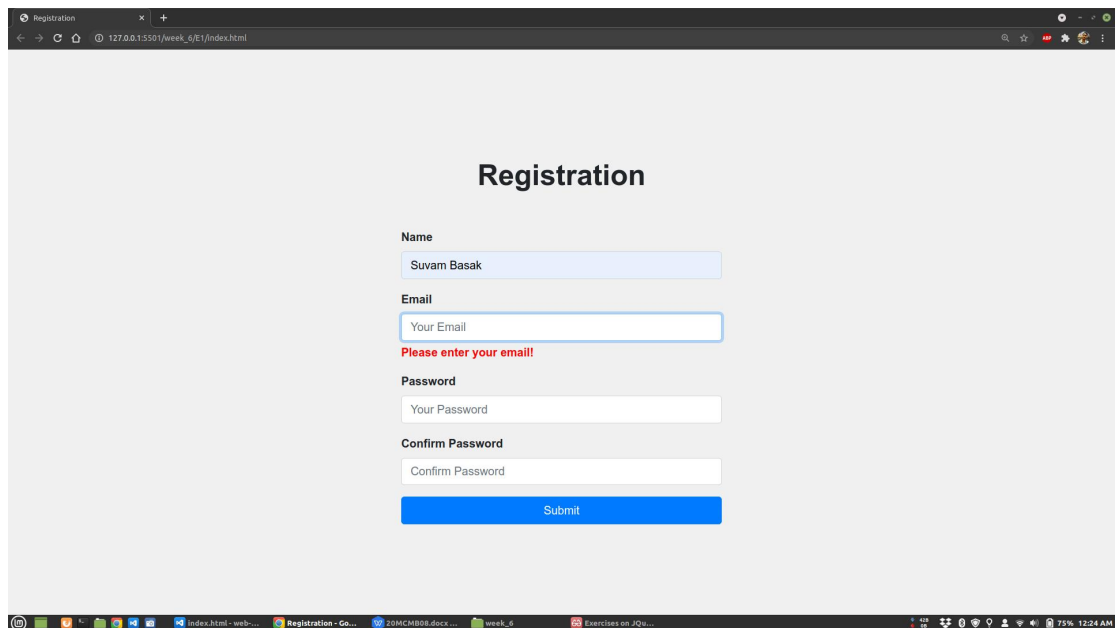 Registration
127.0.0.1:5501/week_6/E1/index.html
ABP
Registration
Name
Suvam Basak
Email
Your Email
Please enter your email!
Password
Your Password
Confirm Password
Confirm Password
Submit
index.html - web-...
Registration - Go...
20MCMB08.docx ...
week_6
Exercises on JQu...
75% 12:24 AM